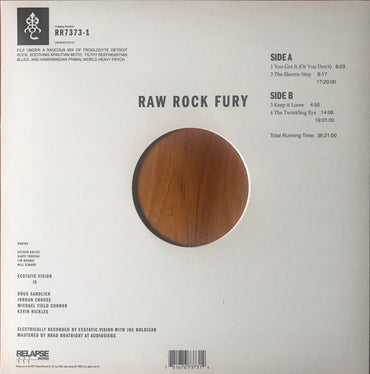 RR7373-1
FILE UNDER: A RAUCOUS MIX OF TROGLODYTE DETROIT
ROCK, SOOTHING KRAUTIAN MOTO, FILTHY BEEFHEARTIAN
BLUES, AND HAWKWINDIAN PRIMAL WORLD HEAVY PSYCH.
SIDE A
1 You Got It (Or You Don't) 8:03
2 The Electric Step 9:17
17:20:00
SIDE B
3 Keep it Loose 4:55
4 The Twinkling Eye 14:06
19:01:00
Total Running Time: 36:21:00
RAW ROCK FURY
PHOTOS
ECSTATIC VISION
IS
DOUG SABOLICK
JORDAN CROUSE
MICHAEL FIELD CONNOR
KEVIN NICKLES
ELECTRICALLY RECORDED BY ECSTATIC VISION WITH JOE BOLDIZAR
MASTERED BY BRAD BOATRIGHT AT AUDIOSIEGE
RELAPSE